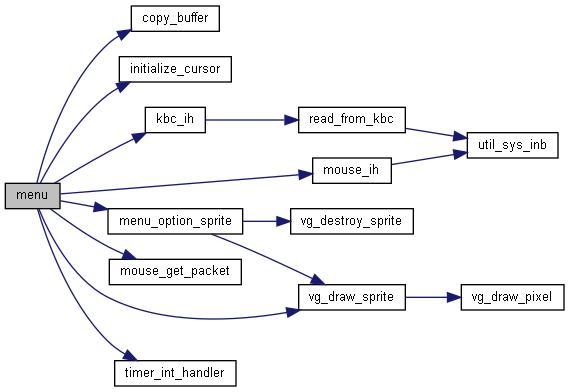 copy_buffer
initialize_cursor
kbc_ih
read_from_kbc
util_sys_inb
mouse_ih
menu
menu_option_sprite
vg_destroy_sprite
mouse_get_packet
vg_draw_sprite
vg_draw_pixel
timer_int_handler